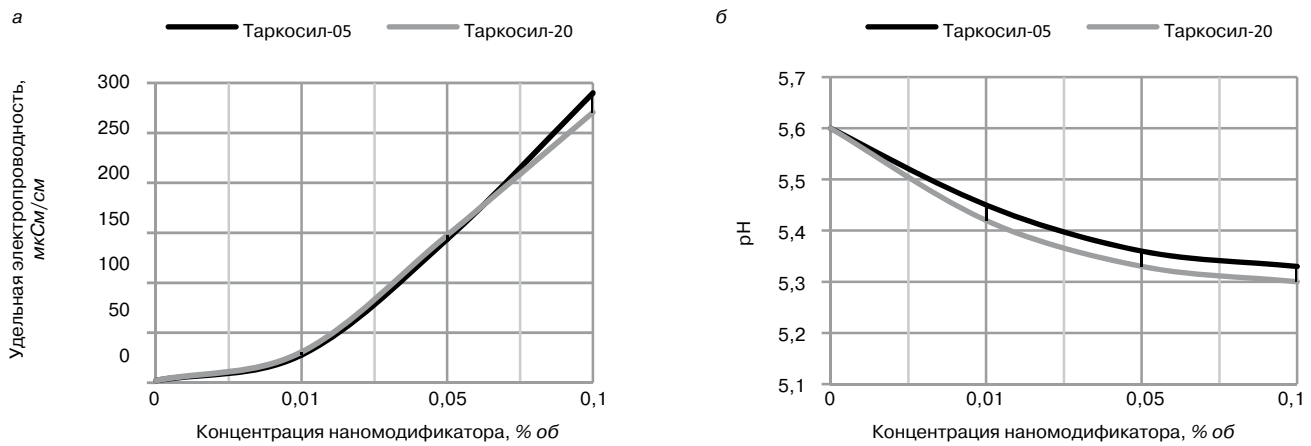 а
Таркосил-05 Таркосил-20
Удельная электропроводность,
мкСм/см
300
250
200
150
100
50
0
0 0,01 0,05 0,1
Концентрация наномодификатора, % об
б
Таркосил-05 Таркосил-20
рН
5,7
5,6
5,5
5,4
5,3
5,2
5,1
0 0,01 0,05 0,1
Концентрация наномодификатора, % об